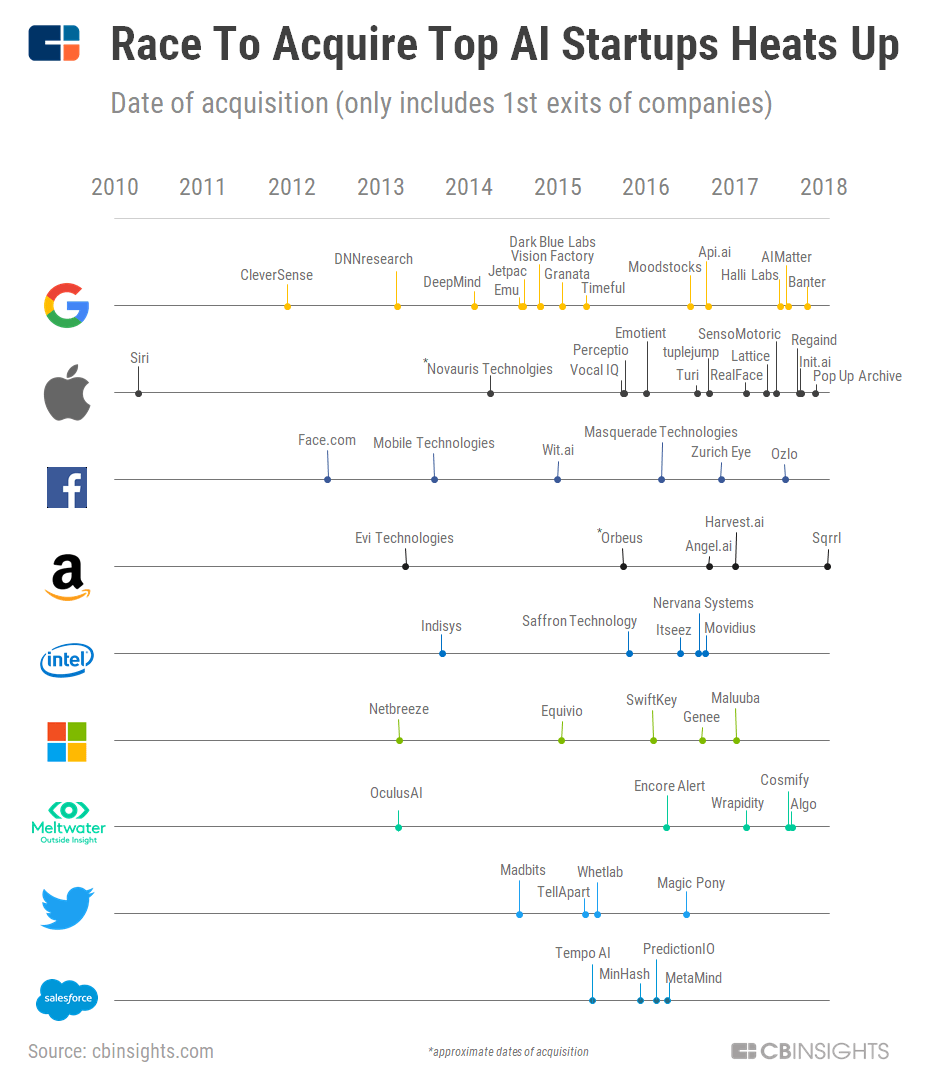 Race To Acquire Top AI Startups Heats Up
Date of acquisition (only includes 1st exits of companies)
2010 2011 2012 2013 2014 2015 2016 2017 2018
CleverSense
DNNresearch
DeepMind
Jetpac
Emu
Dark Blue Labs
Vision Factory
Granata
Timeful
Moodstocks
Api.ai
Halli Labs
AIMatter
Banter
Siri
*Novauris Technolgies
Perceptio
Vocal IQ
Emotient
tuplejump
Turi
SensoMotoric
Lattice
RealFace
Regaind
Init.ai
Pop Up Archive
Face.com
Mobile Technologies
Wit.ai
Masquerade Technologies
Zurich Eye
Ozlo
a
Evi Technologies
*Orbeus
Angel.ai
Harvest.ai
Sqrrl
intel
Indisys
Saffron Technology
Itseez
Nervana Systems
Movidius
Netbreeze
Equivio
SwiftKey
Genee
Maluuba
Meltwater
Outside Insight
OculusAI
Encore Alert
Wrapidity
Cosmify
Algo
Madbits
TellApart
Whetlab
Magic Pony
salesforce
Tempo AI
MinHash
PredictionIO
MetaMind
Source: cbinsights.com
*approximate dates of acquisition
CBINSIGHTS